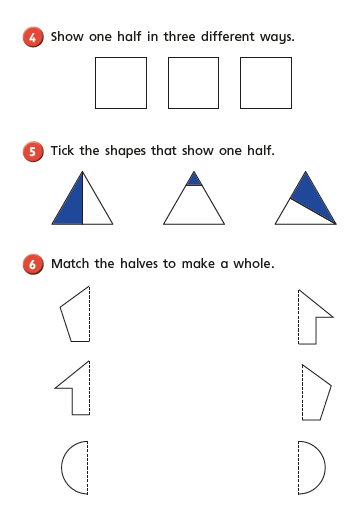 4 Show one half in three different ways.
5 Tick the shapes that show one half.
6 Match the halves to make a whole.